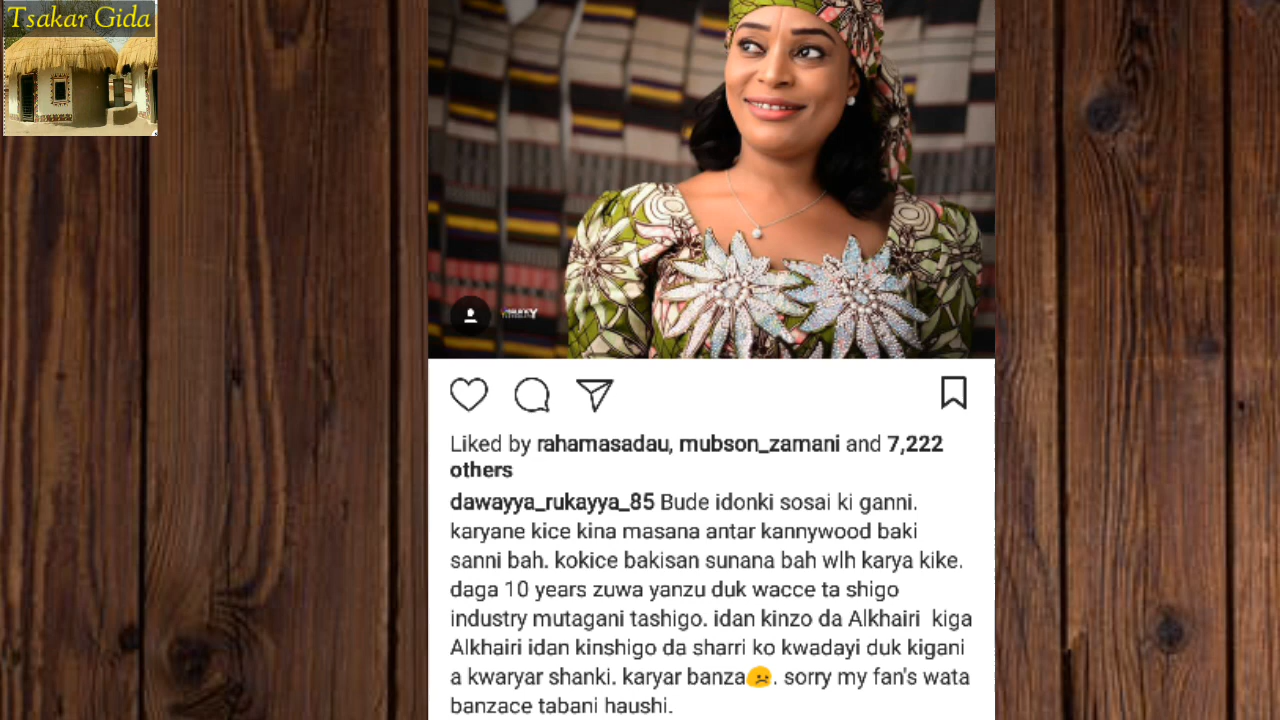 Tsakar Gida
Liked by rahamasadau, mubson_zamani and 7,222
others
dawayya_rukayya_85 Bude idonki sosai ki ganni.
karyane kice kina masana antar kannywood baki
sanni bah. kokice bakisan sunana bah wlh karya kike.
daga 10 years zuwa yanzu duk wacce ta shigo
industry mutagani tashigo. idan kinzo da Alkhairi kiga
Alkhairi idan kinshigo da sharri ko kwadayi duk kigani
a kwaryar shanki. karyar banza☹️. sorry my fan's wata
banzace tabani haushi.